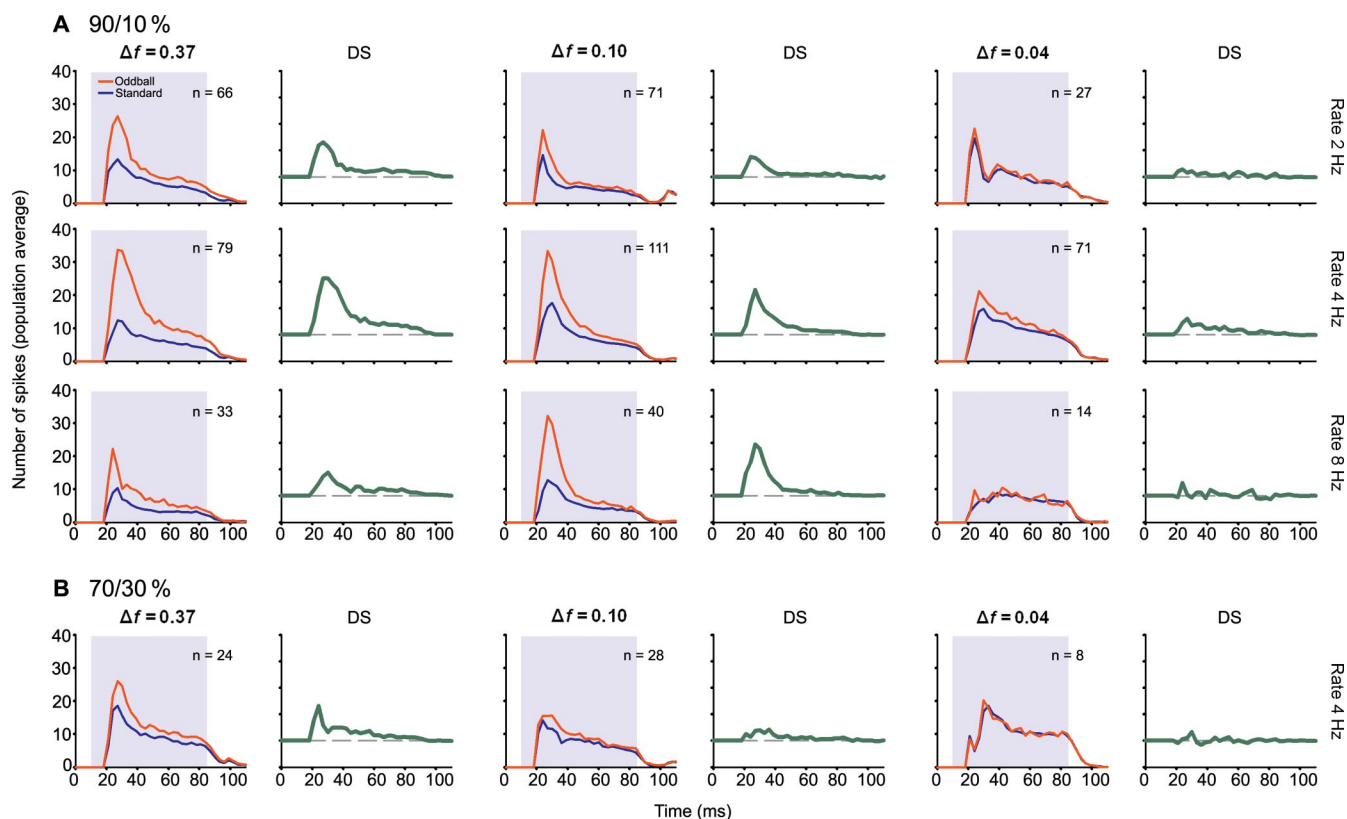 A 90/10 %
Δf = 0.37 DS Δf = 0.10 DS Δf = 0.04 DS
40
30
20
10
0
Oddball
Standard
n = 66
n = 71
n = 27
Rate 2 Hz
40
30
20
10
0
n = 79
n = 111
n = 71
Rate 4 Hz
Number of spikes (population average)
40
30
20
10
0
n = 33
n = 40
n = 14
Rate 8 Hz
0 20 40 60 80 100 0 20 40 60 80 100 0 20 40 60 80 100 0 20 40 60 80 100 0 20 40 60 80 100 0 20 40 60 80 100
B 70/30 %
Δf = 0.37 DS Δf = 0.10 DS Δf = 0.04 DS
40
30
20
10
0
n = 24
n = 28
n = 8
Rate 4 Hz
0 20 40 60 80 100 0 20 40 60 80 100 0 20 40 60 80 100 0 20 40 60 80 100 0 20 40 60 80 100 0 20 40 60 80 100
Time (ms)